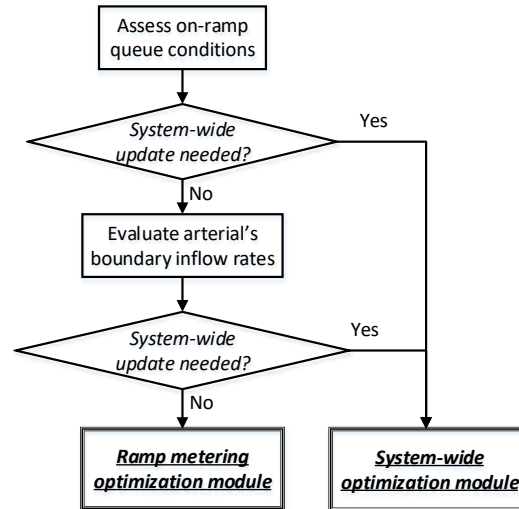 Assess on-ramp
queue conditions
System-wide
update needed?
Yes
No
Evaluate arterial's
boundary inflow rates
System-wide
update needed?
Yes
No
Ramp metering
optimization module
System-wide
optimization module